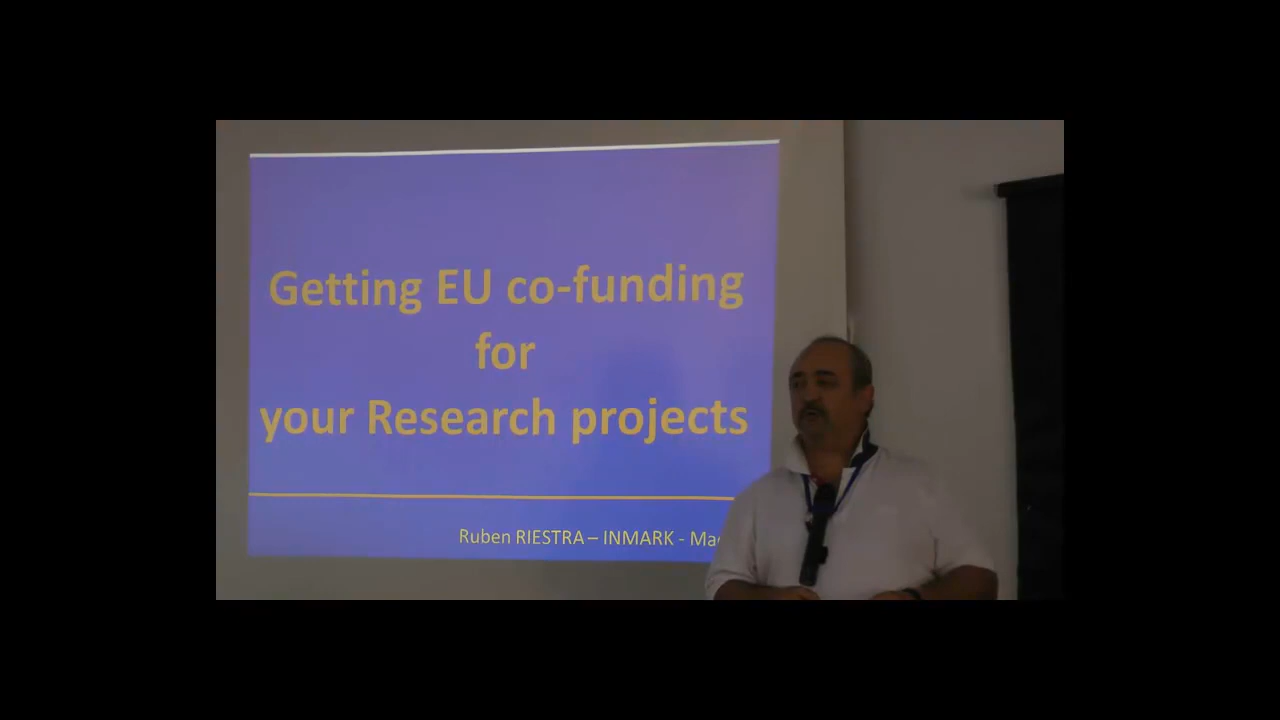 Getting EU co-funding
for
your Research projects
Ruben RIESTRA – INMARK -